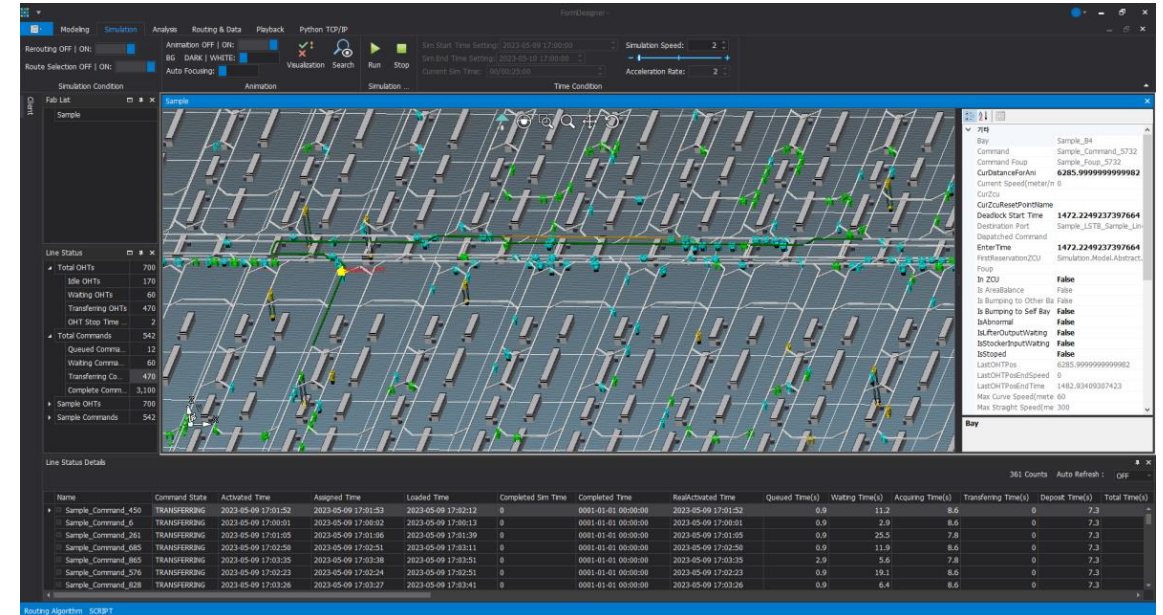 FormDesigner -
Modeling Simulation Analysis Routing & Data Playback Python TCP/IP
Rerouting OFF | ON:
Route Selection OFF | ON:
Simulation Condition
Animation OFF | ON:
BG DARK | WHITE:
Auto Focusing:
Visualization Search
Animation
Run Stop
Simulation ...
Sim Start Time Setting: 2023-05-09 17:00:00
Sim End Time Setting: 2023-05-10 17:00:00
Current Sim Time: 00/00:25:00
Simulation Speed: 2
Acceleration Rate: 2
Time Condition
Client
Fab List
Sample
Line Status
Total OHTs 700
Idle OHTs 170
Waiting OHTs 60
Transferring OHTs 470
OHT Stop Time ... 2
Total Commands 542
Queued Comma... 12
Waiting Comma... 60
Transferring Co... 470
Complete Comm... 3,100
Sample OHTs 700
Sample Commands 542
Sample
기타
Bay Sample_B4
Command Sample_Command_5732
Command Foup Sample_Foup_5732
CurDistanceForAni 6285.9999999999982
Current Speed(meter/m 0
CurZcu
CurZcuResetPointName
Deadlock Start Time 1472.2249237397664
Destination Port Sample_LSTB_Sample_Lin
Dispatched Command
EnterTime 1472.2249237397664
FirstReservationZCU Simulation.Model.Abstract.
Foup
In ZCU False
Is AreaBalance False
Is Bumping to Other Ba False
Is Bumping to Self Bay False
IsAbnormal False
IsLifterOutputWaiting False
IsStockerInputWaiting False
IsStoped False
LastOHTPos 6285.9999999999982
LastOHTPosEndSpeed 0
LastOHTPosEndTime 1482.93409307423
Max Curve Speed(mete 60
Max Straight Speed(me 300
Bay
Line Status Details
361 Counts Auto Refresh : OFF
Name Command State Activated Time Assigned Time Loaded Time Completed Sim Time Completed Time RealActivated Time Queued Time(s) Waiting Time(s) Acquiring Time(s) Transferring Time(s) Deposit Time(s) Total Time(s)
Sample_Command_450 TRANSFERRING 2023-05-09 17:01:52 2023-05-09 17:01:53 2023-05-09 17:02:12 0 0001-01-01 00:00:00 2023-05-09 17:01:52 0.9 11.2 8.6 0 7.3
Sample_Command_6 TRANSFERRING 2023-05-09 17:00:01 2023-05-09 17:00:02 2023-05-09 17:00:13 0 0001-01-01 00:00:00 2023-05-09 17:00:01 0.9 2.9 8.6 0 7.3
Sample_Command_261 TRANSFERRING 2023-05-09 17:01:05 2023-05-09 17:01:06 2023-05-09 17:01:39 0 0001-01-01 00:00:00 2023-05-09 17:01:05 0.9 25.5 7.8 0 7.3
Sample_Command_685 TRANSFERRING 2023-05-09 17:02:50 2023-05-09 17:02:51 2023-05-09 17:03:11 0 0001-01-01 00:00:00 2023-05-09 17:02:50 0.9 11.9 8.6 0 7.3
Sample_Command_865 TRANSFERRING 2023-05-09 17:03:35 2023-05-09 17:03:38 2023-05-09 17:03:51 0 0001-01-01 00:00:00 2023-05-09 17:03:35 2.9 5.6 7.8 0 7.3
Sample_Command_576 TRANSFERRING 2023-05-09 17:02:23 2023-05-09 17:02:24 2023-05-09 17:02:51 0 0001-01-01 00:00:00 2023-05-09 17:02:23 0.9 19.1 8.6 0 7.3
Sample_Command_828 TRANSFERRING 2023-05-09 17:03:26 2023-05-09 17:03:27 2023-05-09 17:03:41 0 0001-01-01 00:00:00 2023-05-09 17:03:26 0.9 6.4 8.6 0 7.3
Routing Algorithm SCRIPT